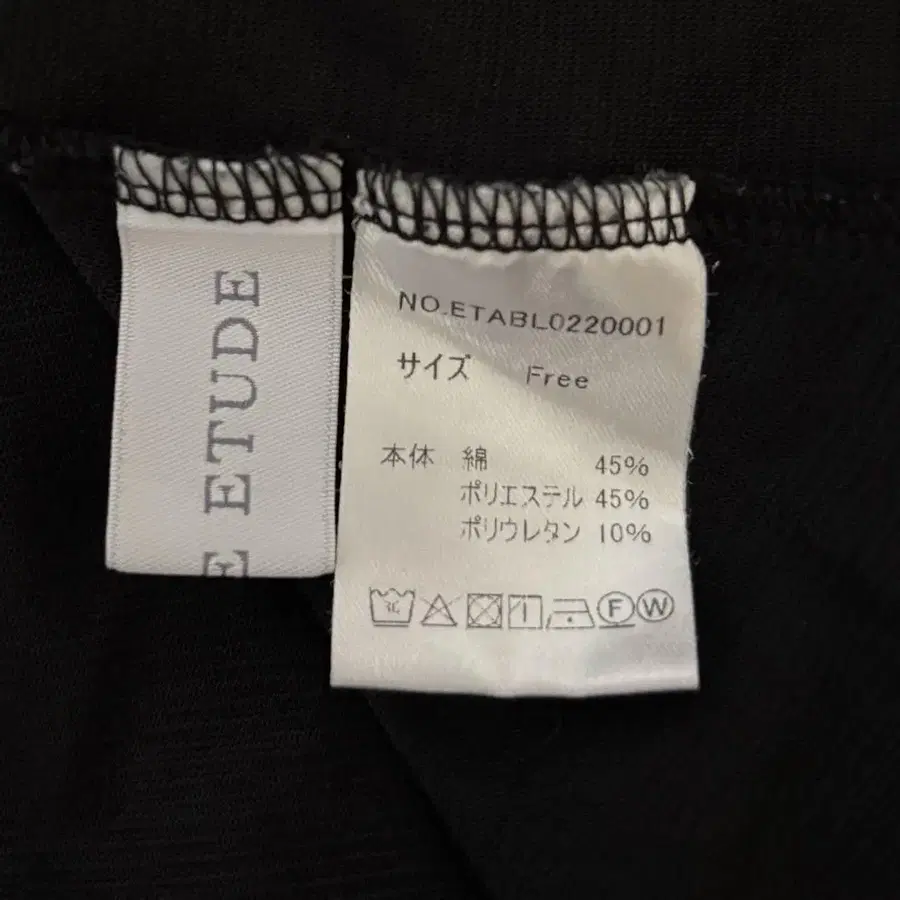 E ETUDE
NO.ETABL0220001
サイズ Free
本体 綿 45%
ポリエステル 45%
ポリウレタン 10%
F W